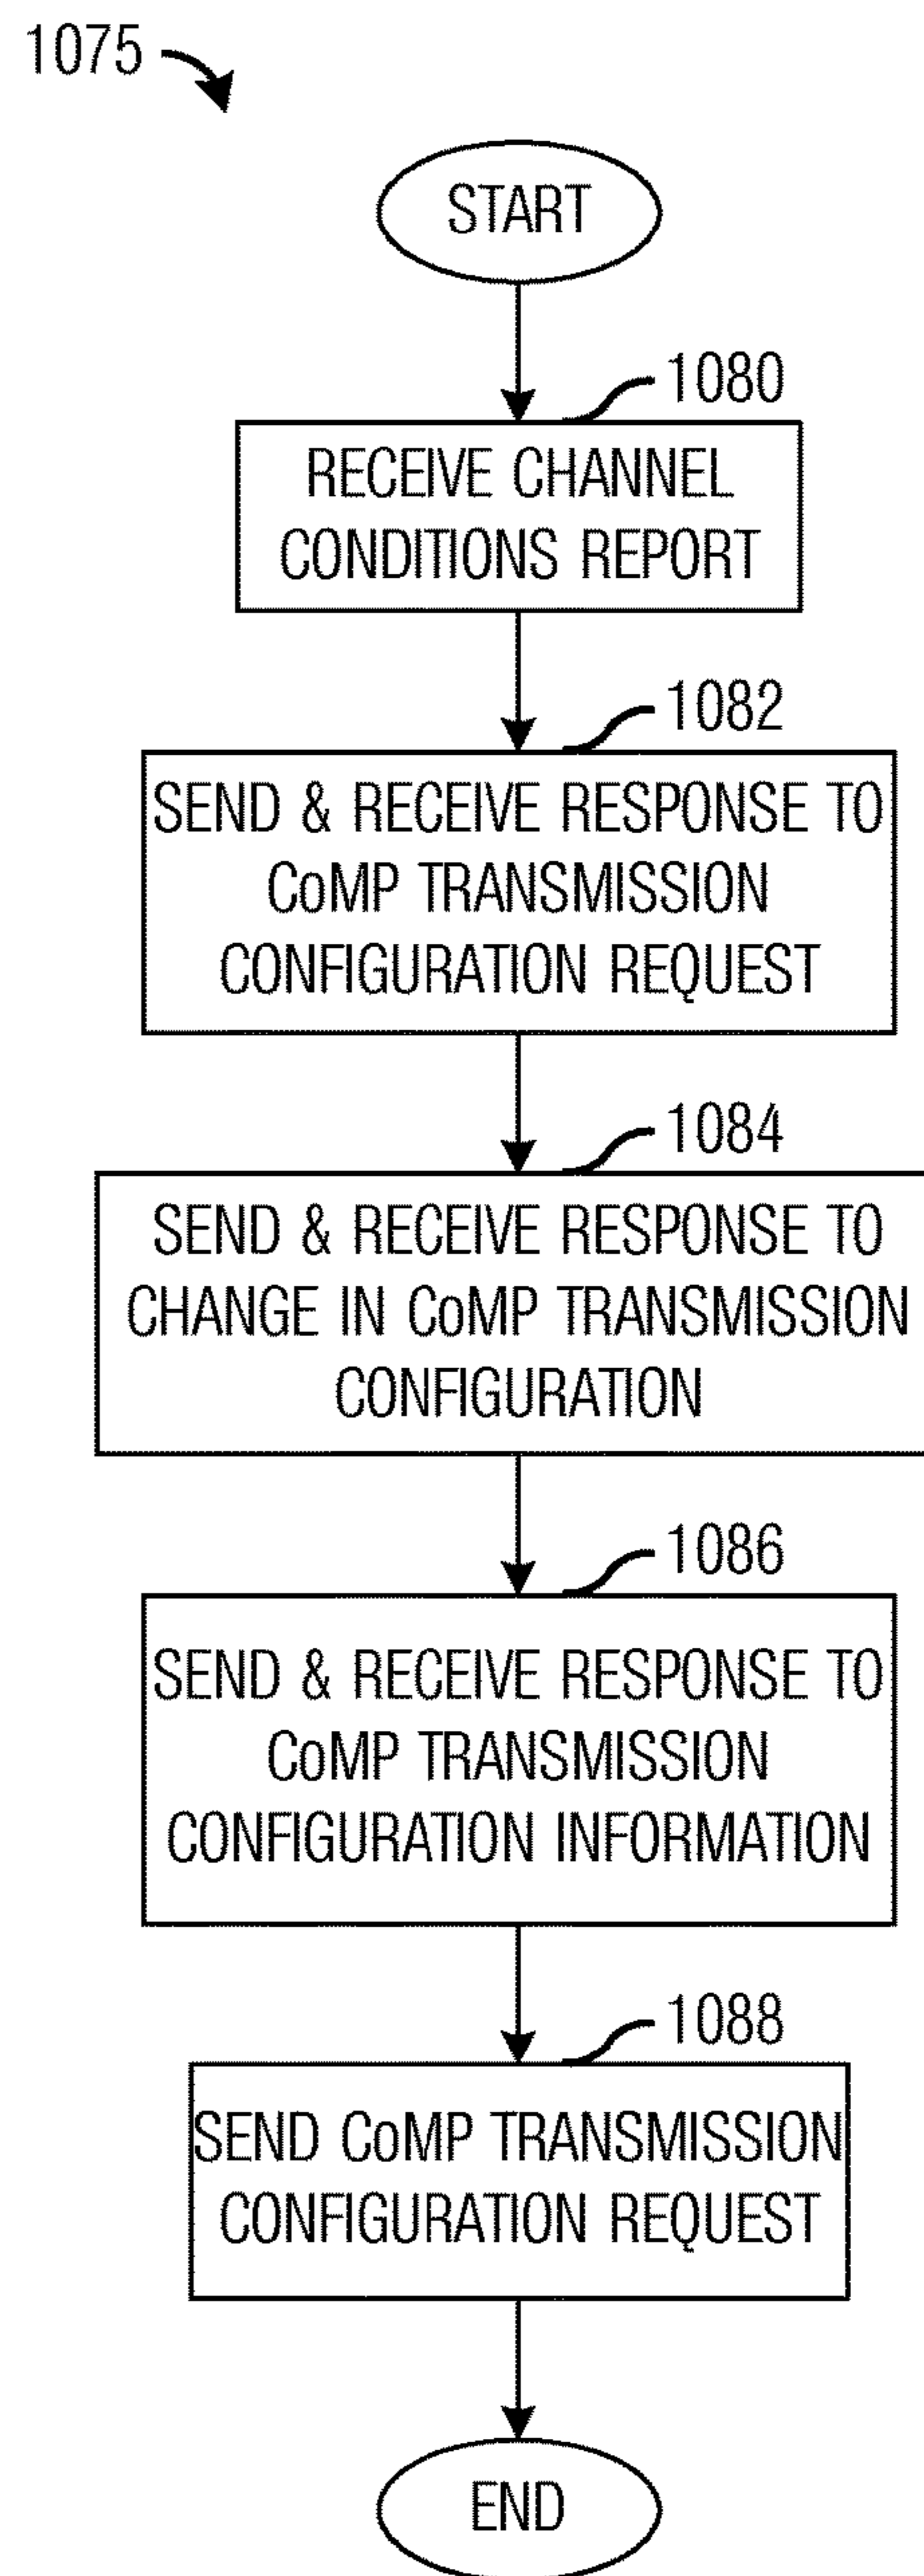 1075
START
1080
RECEIVE CHANNEL
CONDITIONS REPORT
1082
SEND & RECEIVE RESPONSE TO
CoMP TRANSMISSION
CONFIGURATION REQUEST
1084
SEND & RECEIVE RESPONSE TO
CHANGE IN CoMP TRANSMISSION
CONFIGURATION
1086
SEND & RECEIVE RESPONSE TO
CoMP TRANSMISSION
CONFIGURATION INFORMATION
1088
SEND CoMP TRANSMISSION
CONFIGURATION REQUEST
END